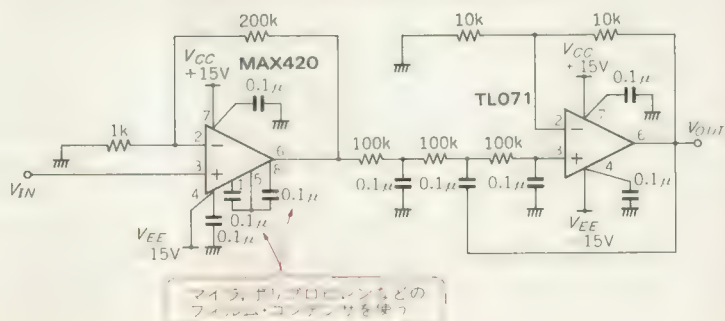 200k
10k
10k
VCC
+15V
MAX420
0.1μ
VCC
+15V
TL071
0.1μ
7
7
1k
2
2
6
6
VOUT
100k
100k
100k
3
3
8
VIN
4
1
5
4
0.1μ
0.1μ
0.1μ
0.1μ
0.1μ
0.1μ
0.1μ
VEE
15V
VEE
15V
どの
フィルム・コンデンサを使う